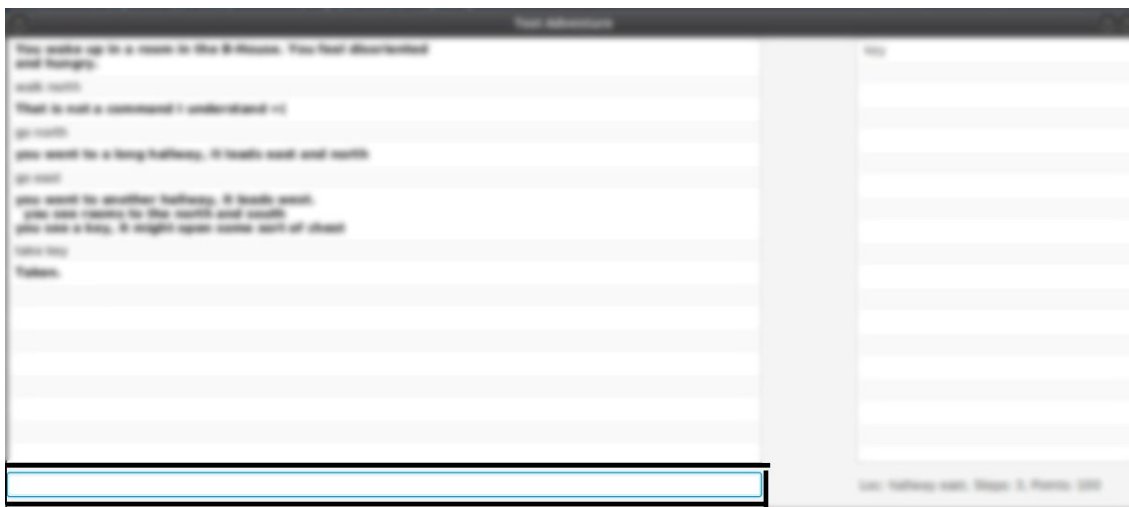 Text Adventure
You wake up in a room in the B-House. You feel disoriented
and hungry.
key
walk north
That is not a command I understand =(
go north
you went to a long hallway, it leads east and north
go east
you went to another hallway, it leads west.
you see rooms to the north and south
you see a key, it might open some sort of chest
take key
Taken.
Loc: hallway east, Steps: 3, Points: 100